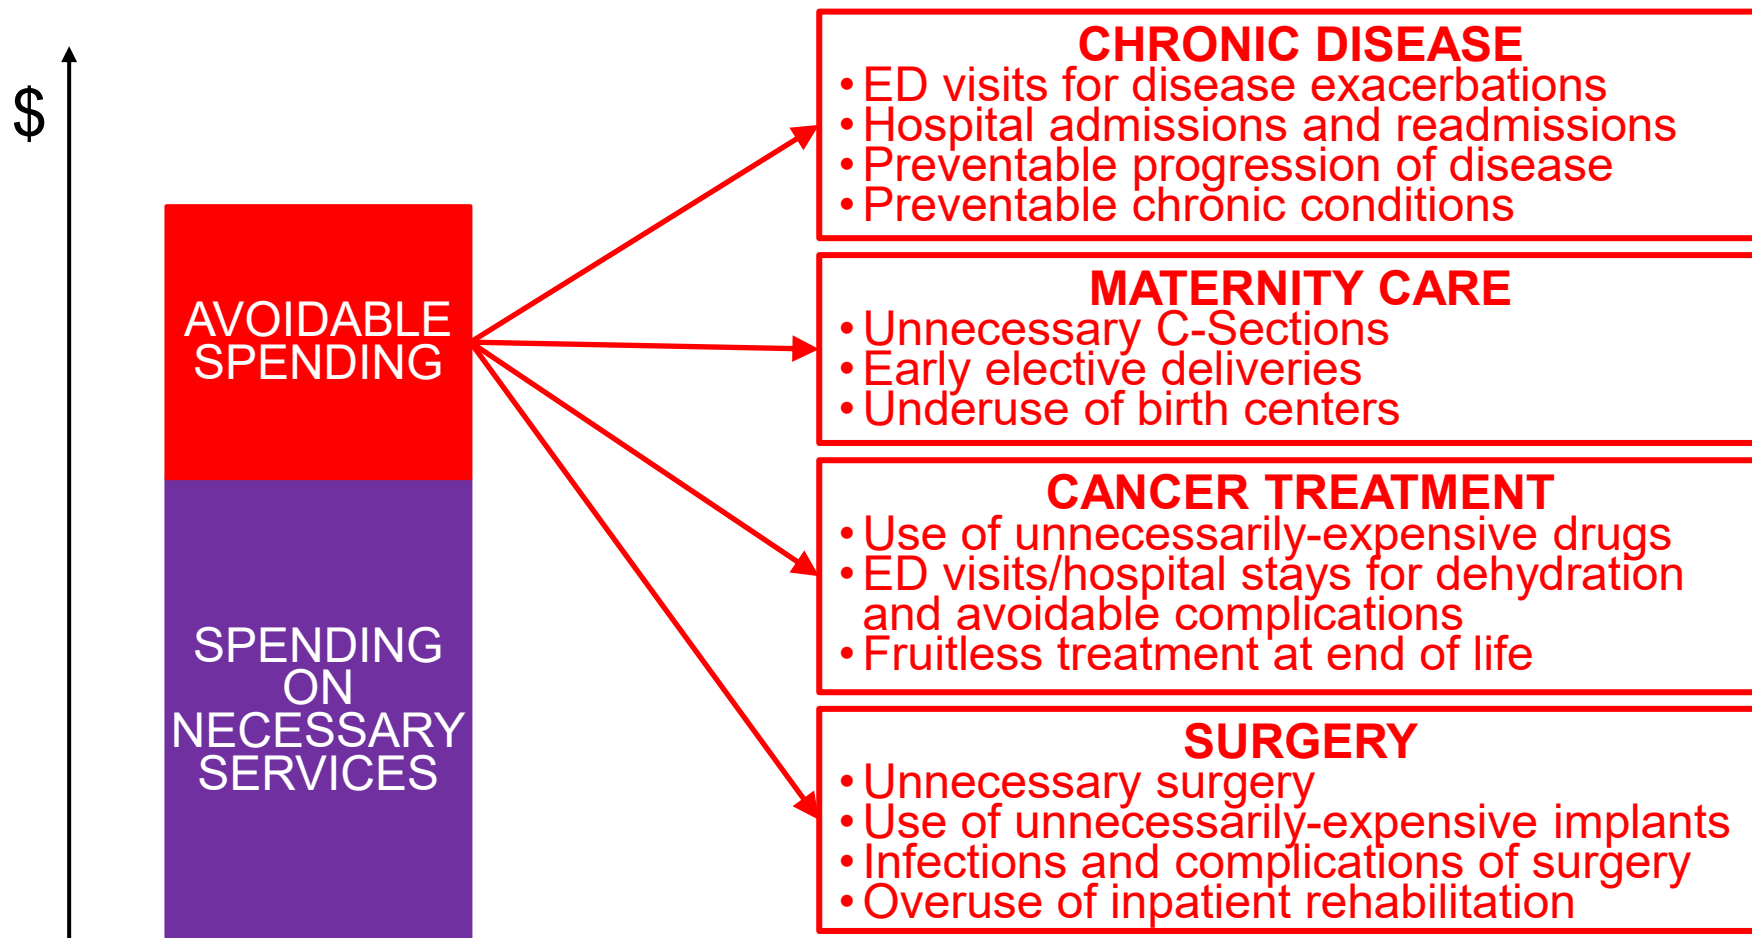 $
AVOIDABLE
SPENDING
SPENDING
ON
NECESSARY
SERVICES
CHRONIC DISEASE
• ED visits for disease exacerbations
• Hospital admissions and readmissions
• Preventable progression of disease
• Preventable chronic conditions
MATERNITY CARE
• Unnecessary C-Sections
• Early elective deliveries
• Underuse of birth centers
CANCER TREATMENT
• Use of unnecessarily-expensive drugs
• ED visits/hospital stays for dehydration
and avoidable complications
• Fruitless treatment at end of life
SURGERY
• Unnecessary surgery
• Use of unnecessarily-expensive implants
• Infections and complications of surgery
• Overuse of inpatient rehabilitation